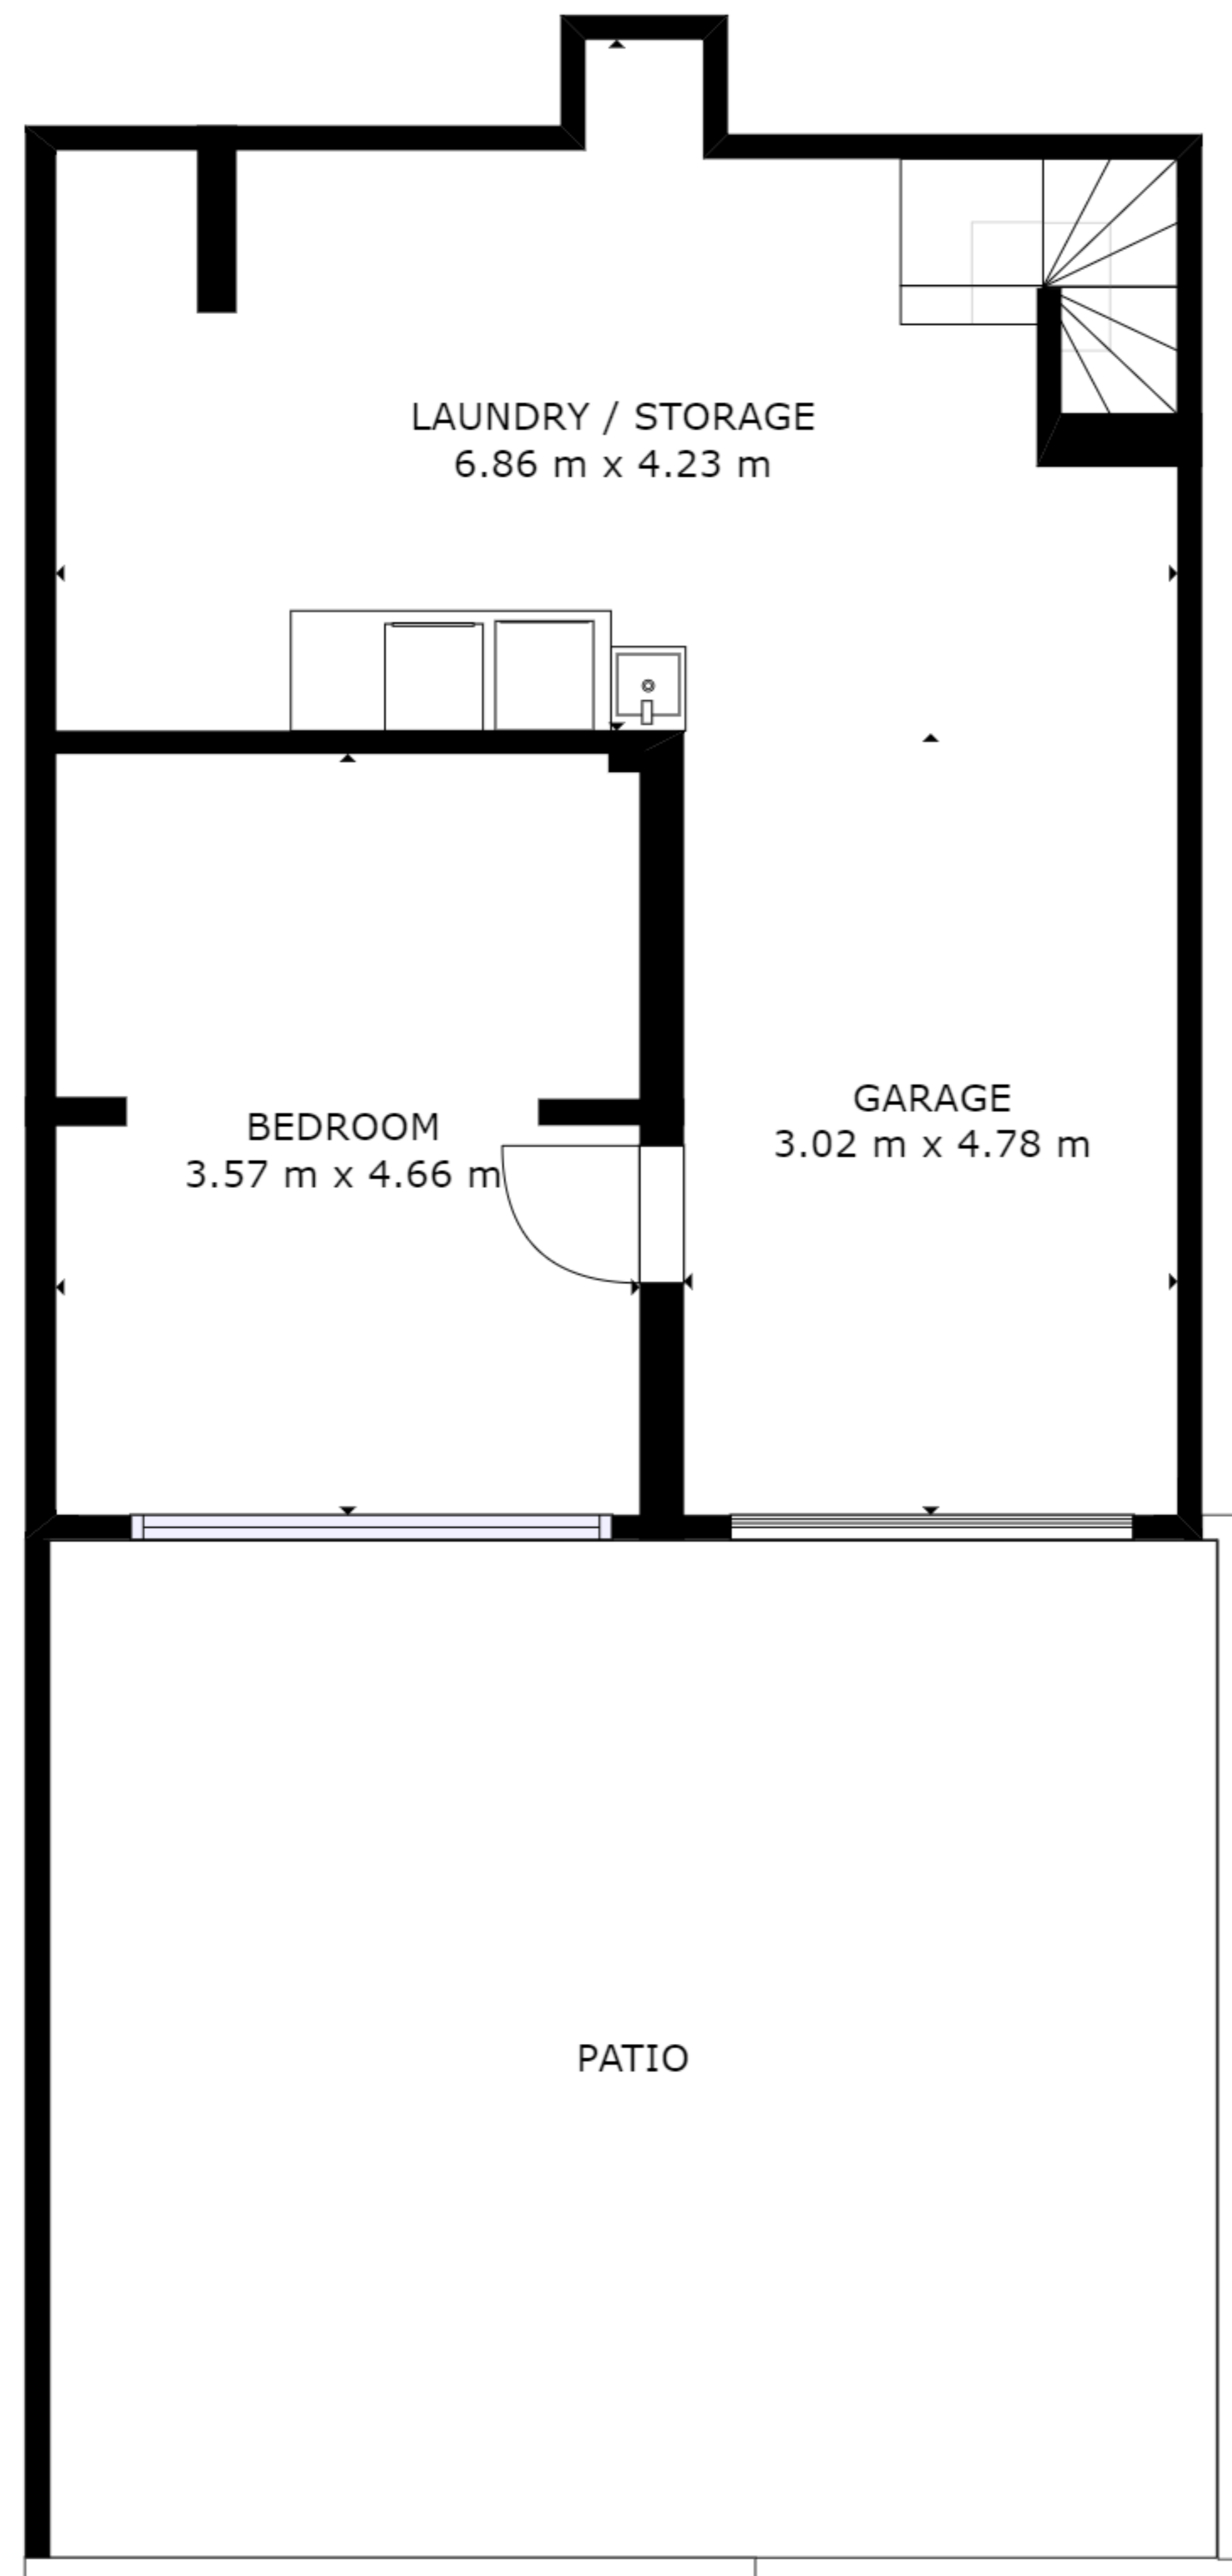 LAUNDRY / STORAGE
6.86 m x 4.23 m
GARAGE
3.02 m x 4.78 m
BEDROOM
3.57 m x 4.66 m
PATIO